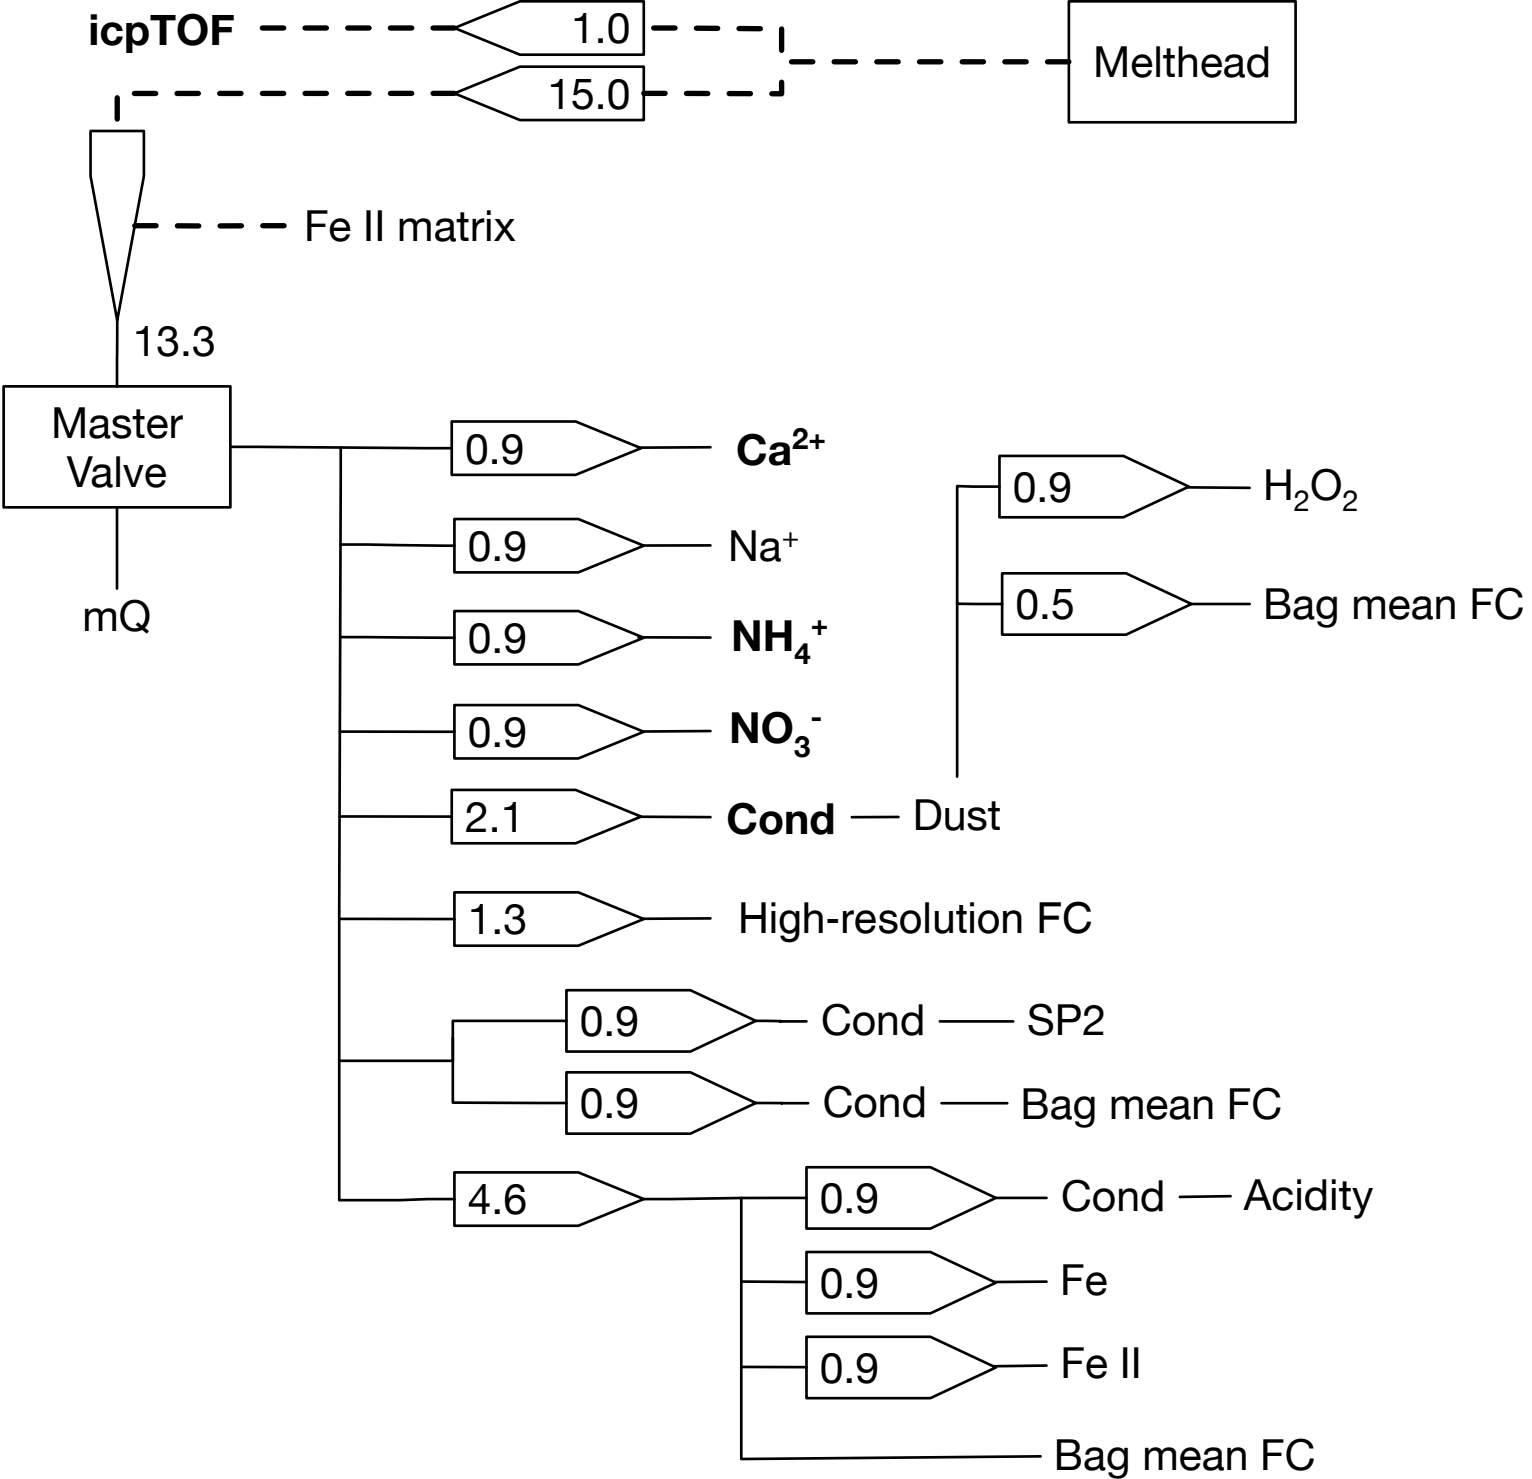 icpTOF
1.0
15.0
Melthead
Fe II matrix
13.3
Master
Valve
mQ
0.9
Ca²⁺
0.9
Na⁺
0.9
NH₄⁺
0.9
NO₃⁻
2.1
Cond
Dust
0.9
H₂O₂
0.5
Bag mean FC
1.3
High-resolution FC
0.9
Cond
SP2
0.9
Cond
Bag mean FC
4.6
0.9
Cond
Acidity
0.9
Fe
0.9
Fe II
Bag mean FC